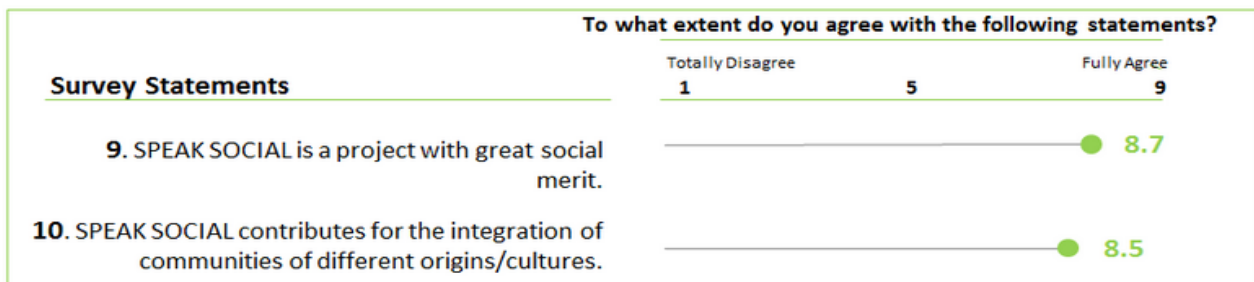 To what extent do you agree with the following statements?
Totally Disagree Fully Agree
Survey Statements 1 5 9
9. SPEAK SOCIAL is a project with great social
merit.
8.7
10. SPEAK SOCIAL contributes for the integration of
communities of different origins/cultures.
8.5